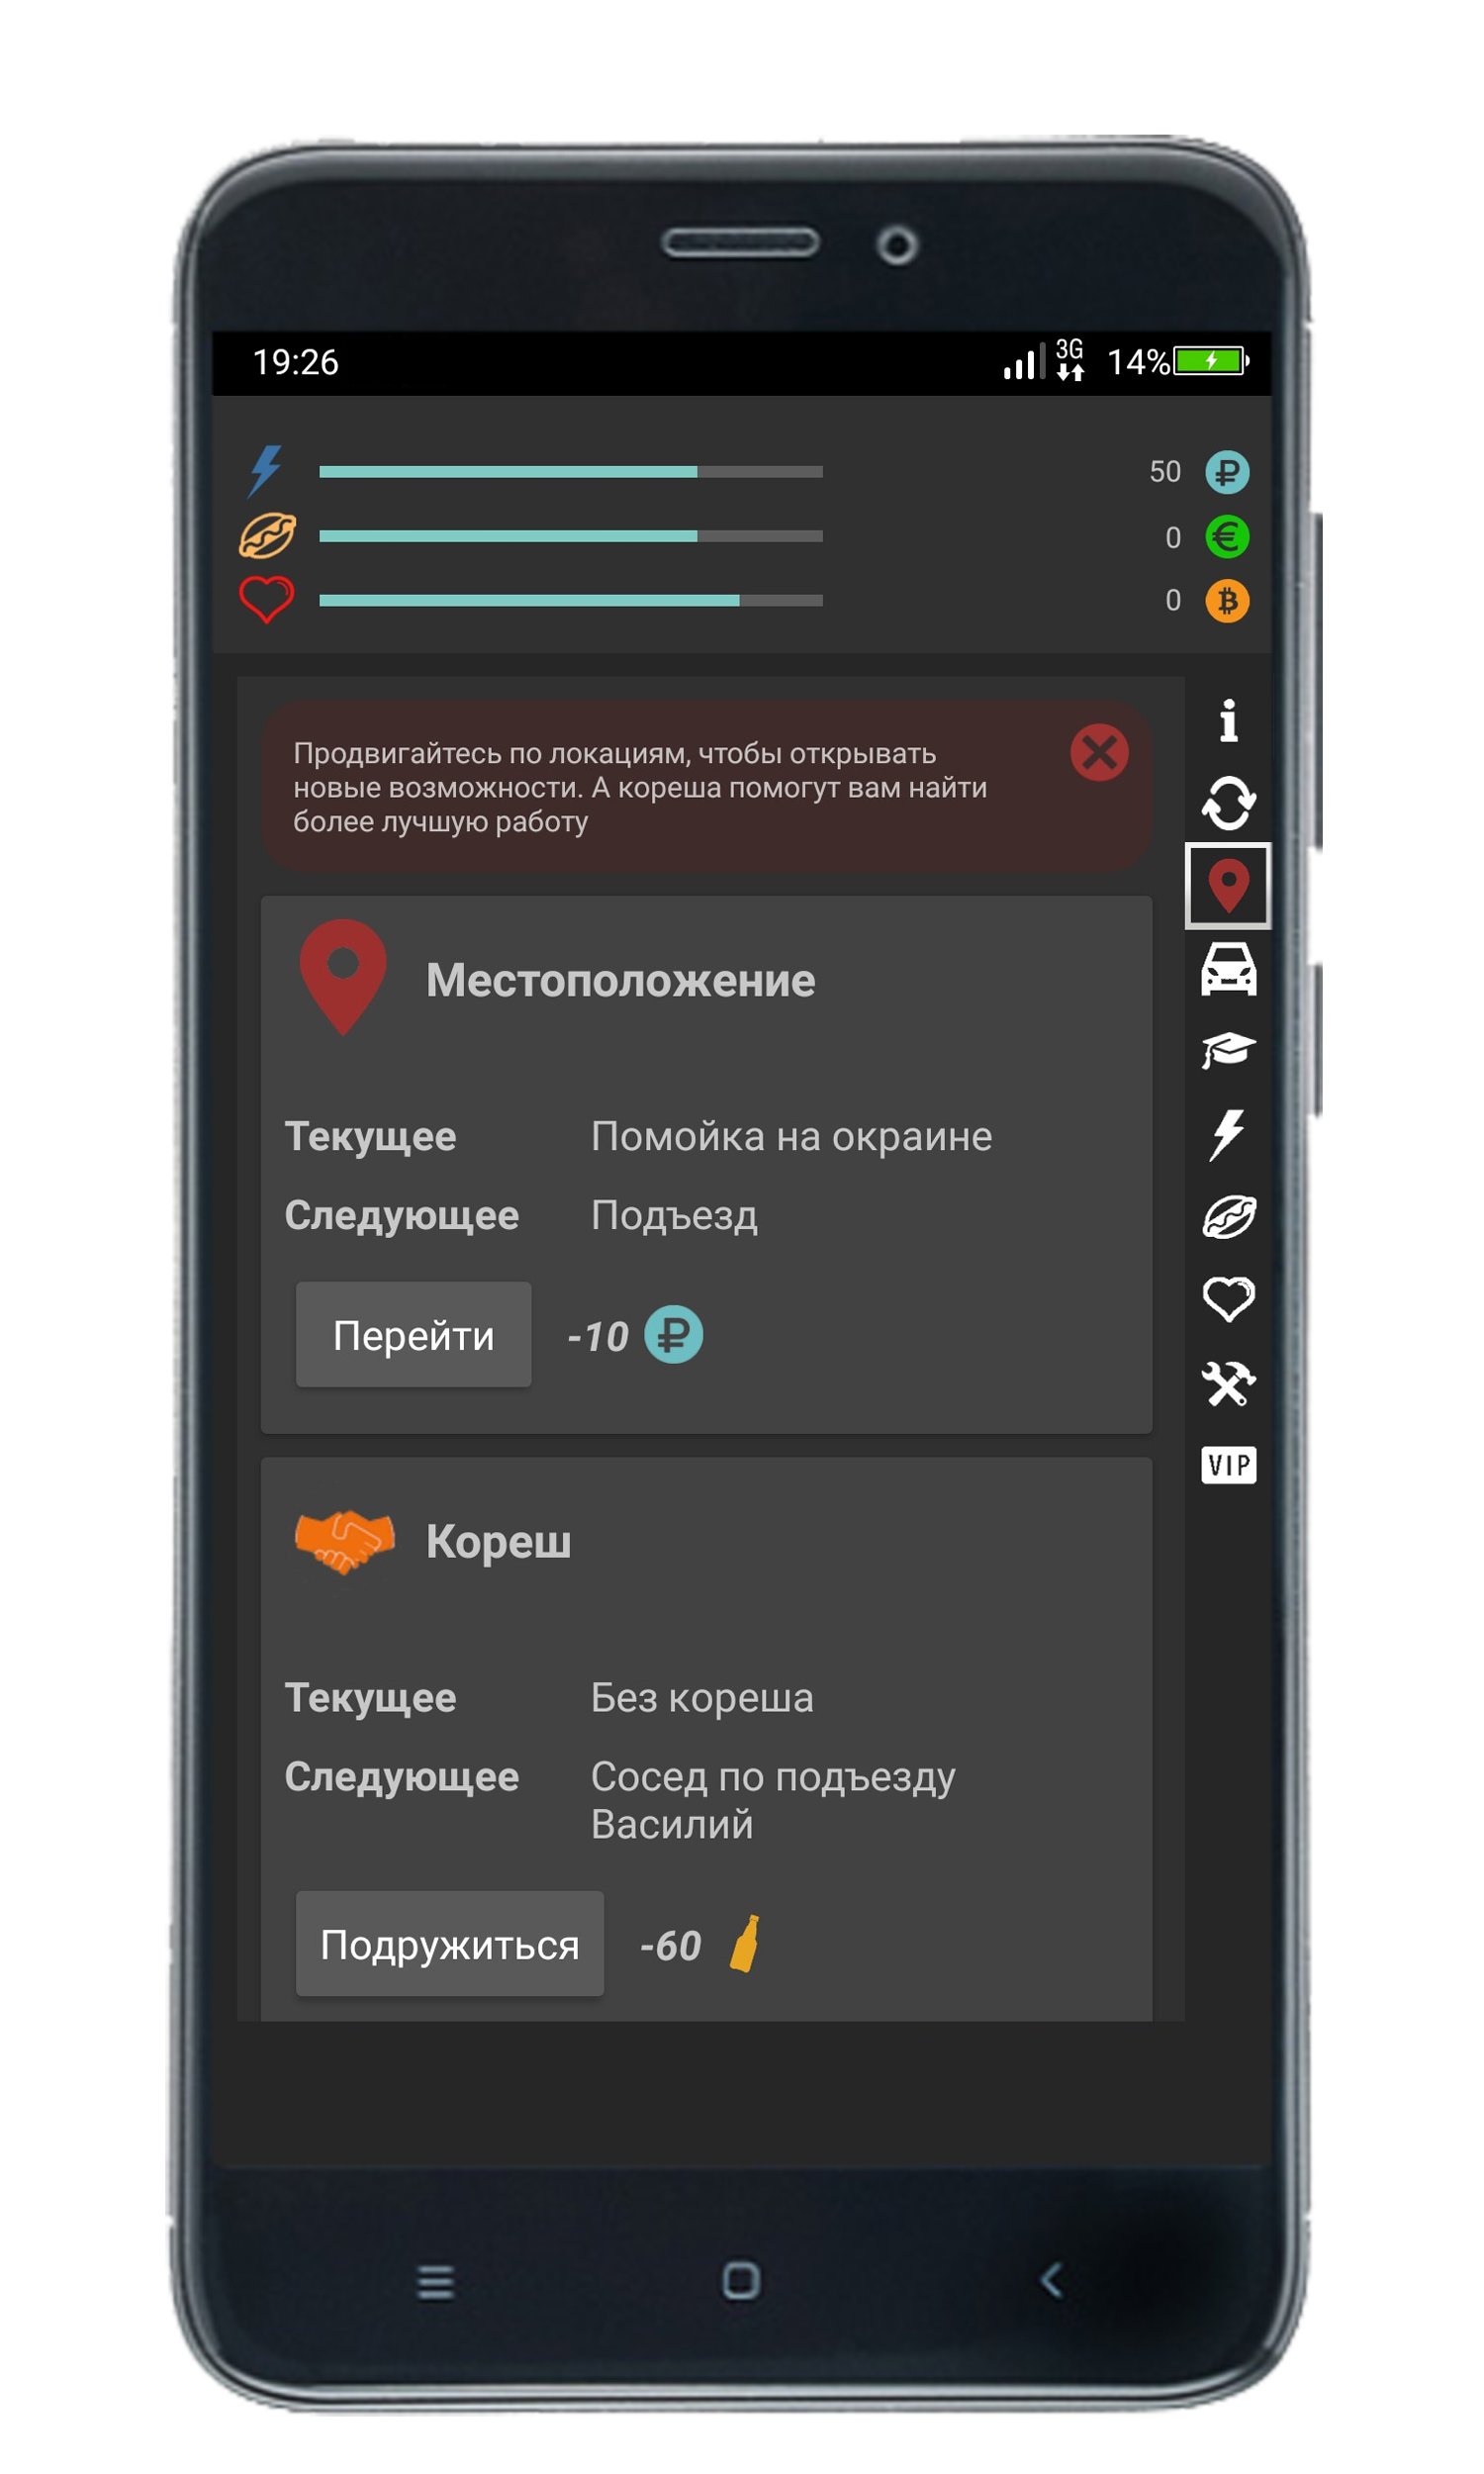 19:26
3G
14%
50
0
0
Продвигайтесь по локациям, чтобы открывать
новые возможности. А кореша помогут вам найти
более лучшую работу
Местоположение
Текущее Помойка на окраине
Следующее Подъезд
Перейти -10
Кореш
Текущее Без кореша
Следующее Сосед по подъезду
Василий
Подружиться -60
VIP